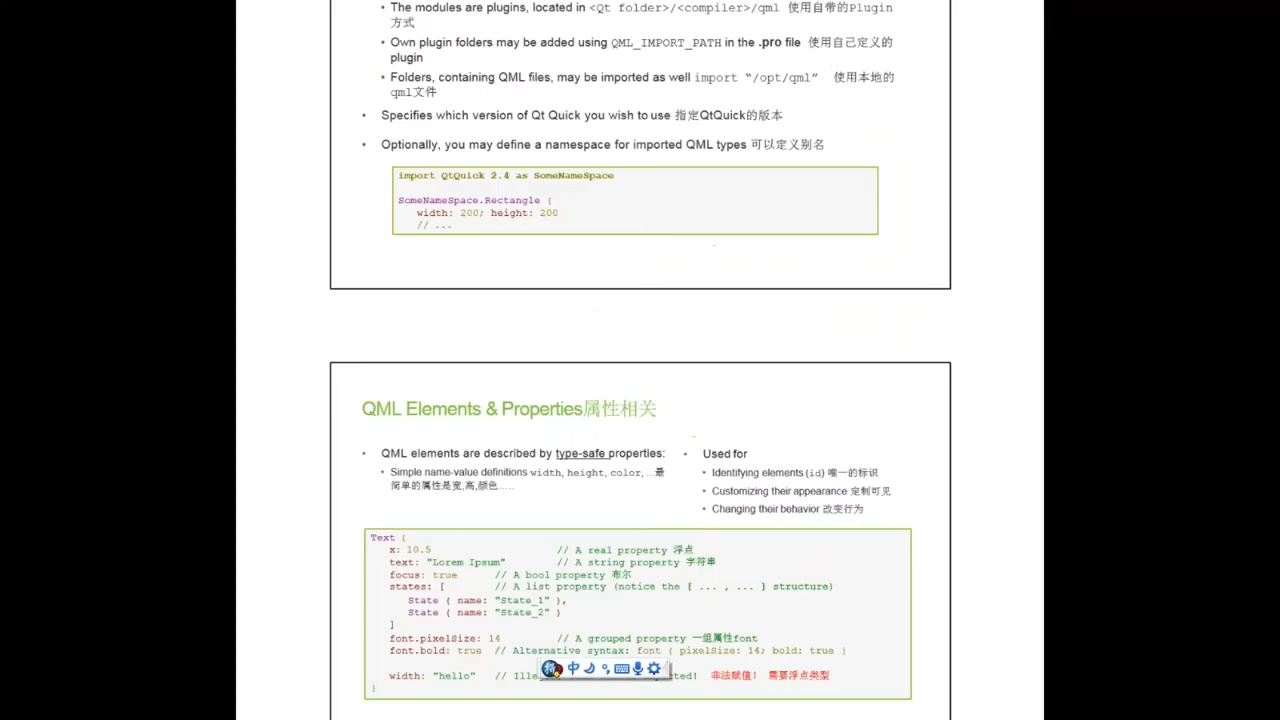 • The modules are plugins, located in <Qt folder>/<compiler>/qml 使用自带的Plugin
方式
• Own plugin folders may be added using QML_IMPORT_PATH in the .pro file 使用自己定义的
plugin
• Folders, containing QML files, may be imported as well import “/opt/qml” 使用本地的
qml文件
• Specifies which version of Qt Quick you wish to use 指定QtQuick的版本
• Optionally, you may define a namespace for imported QML types 可以定义别名
import QtQuick 2.4 as SomeNameSpace
SomeNameSpace.Rectangle {
width: 200; height: 200
// ...
QML Elements & Properties属性相关
• QML elements are described by type-safe properties:
• Simple name-value definitions width, height, color, …最
简单的属性是宽,高,颜色…..
• Used for
• Identifying elements (id) 唯一的标识
• Customizing their appearance 定制可见
• Changing their behavior 改变行为
Text {
x: 10.5 // A real property 浮点
text: "Lorem Ipsum" // A string property 字符串
focus: true // A bool property 布尔
states: [ // A list property (notice the [ ... , ... ] structure)
State { name: "State_1" },
State { name: "State_2" }
]
font.pixelSize: 14 // A grouped property 一组属性font
font.bold: true // Alternative syntax: font { pixelSize: 14; bold: true }
中
width: "hello" // 非法赋值! 需要浮点类型
}